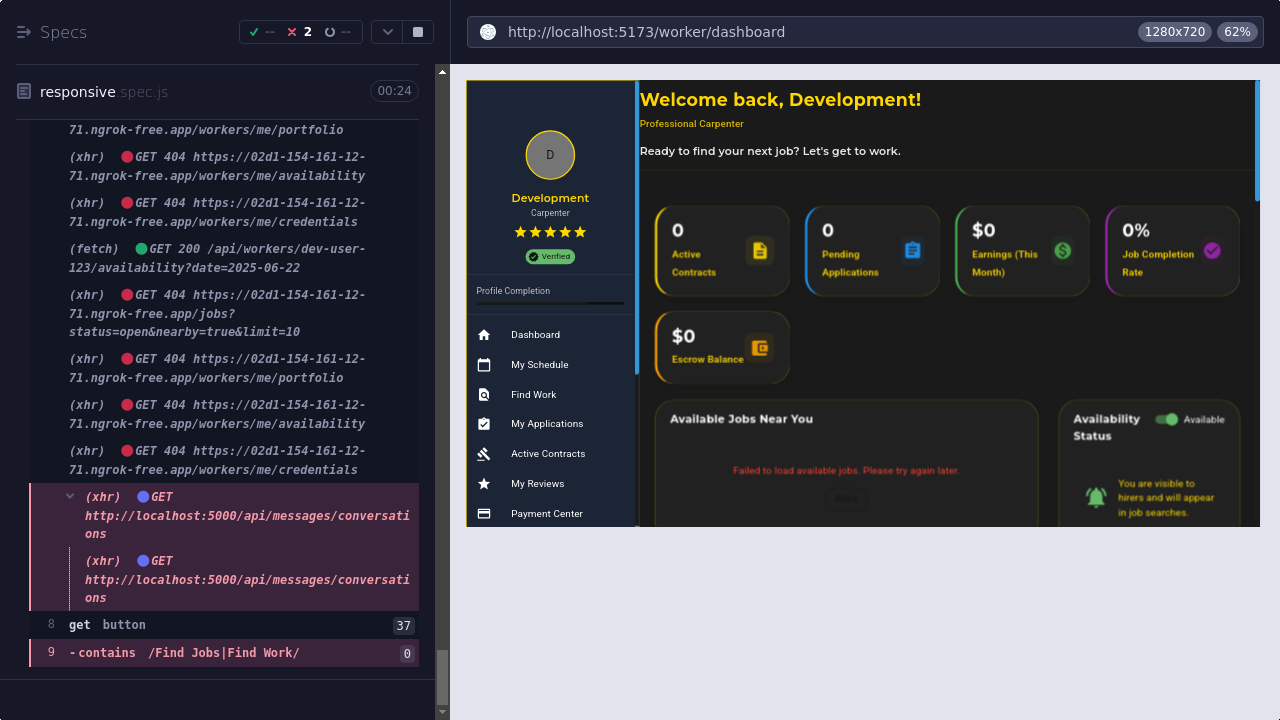 Specs
--
2
--
responsive.spec.js
00:24
71.ngrok-free.app/workers/me/portfolio
(xhr) GET 404 https://02d1-154-161-12-
71.ngrok-free.app/workers/me/availability
(xhr) GET 404 https://02d1-154-161-12-
71.ngrok-free.app/workers/me/credentials
(fetch) GET 200 /api/workers/dev-user-
123/availability?date=2025-06-22
(xhr) GET 404 https://02d1-154-161-12-
71.ngrok-free.app/jobs?
status=open&nearby=true&limit=10
(xhr) GET 404 https://02d1-154-161-12-
71.ngrok-free.app/workers/me/portfolio
(xhr) GET 404 https://02d1-154-161-12-
71.ngrok-free.app/workers/me/availability
(xhr) GET 404 https://02d1-154-161-12-
71.ngrok-free.app/workers/me/credentials
(xhr) GET
http://localhost:5000/api/messages/conversati
ons
(xhr) GET
http://localhost:5000/api/messages/conversati
ons
8 get button 37
9 -contains /Find Jobs|Find Work/ 0
http://localhost:5173/worker/dashboard
1280x720
62%
D
Development
Carpenter
Verified
Profile Completion
Dashboard
My Schedule
Find Work
My Applications
Active Contracts
My Reviews
Payment Center
Welcome back, Development!
Professional Carpenter
Ready to find your next job? Let's get to work.
0
Active
Contracts
0
Pending
Applications
$0
Earnings (This
Month)
0%
Job Completion
Rate
$0
Escrow Balance
Available Jobs Near You
Failed to load available jobs. Please try again later.
Retry
Availability
Status
Available
You are visible to
hirers and will appear
in job searches.